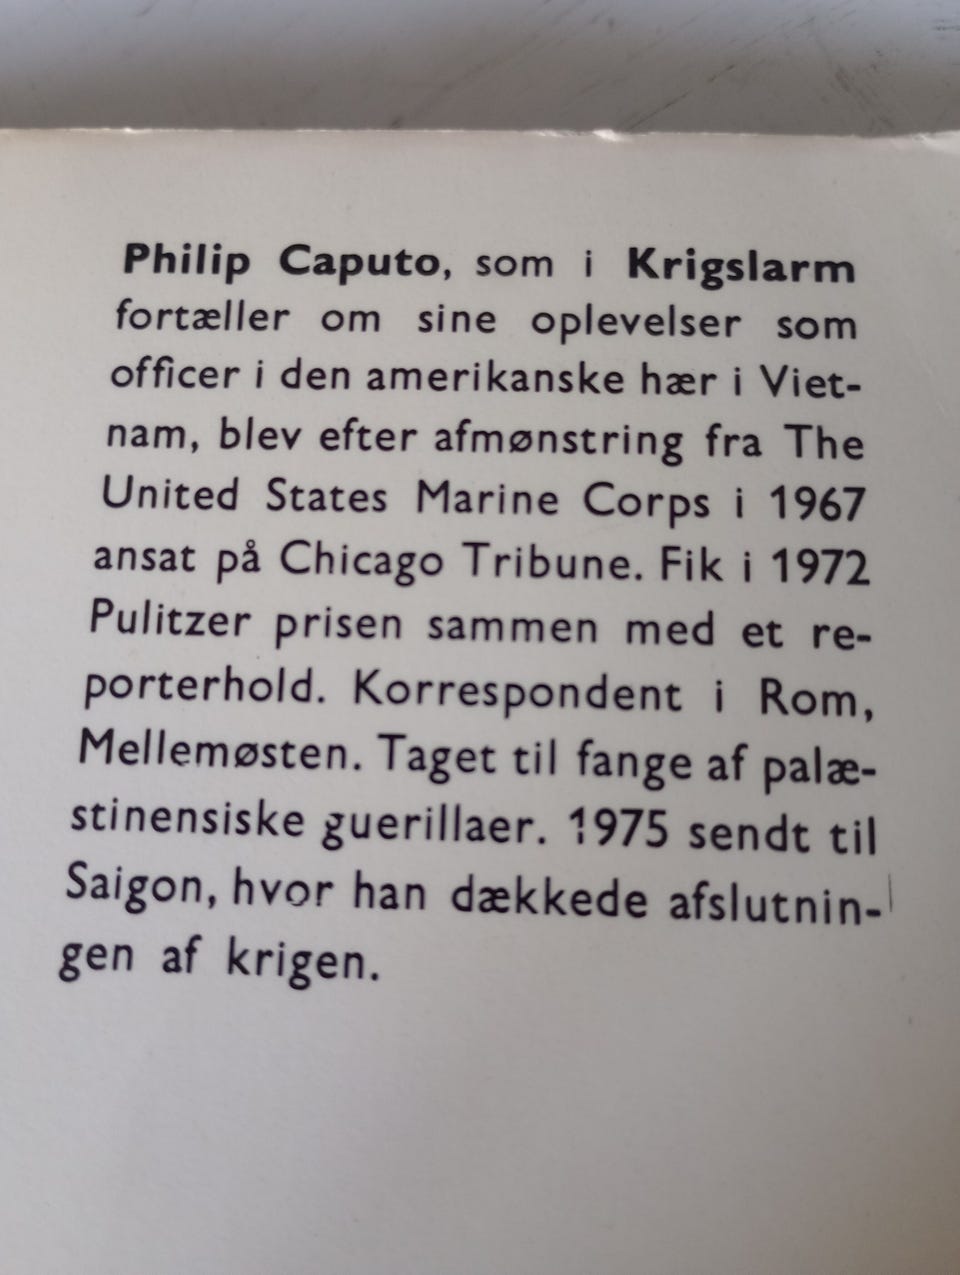 Philip Caputo, som i Krigslarm
fortæller om sine oplevelser som
officer i den amerikanske hær i Viet-
nam, blev efter afmønstring fra The
United States Marine Corps i 1967
ansat på Chicago Tribune. Fik i 1972
Pulitzer prisen sammen med et re-
porterhold. Korrespondent i Rom,
Mellemøsten. Taget til fange af palæ-
stinensiske guerillaer. 1975 sendt til
Saigon, hvor han dækkede afslutnin-
gen af krigen.